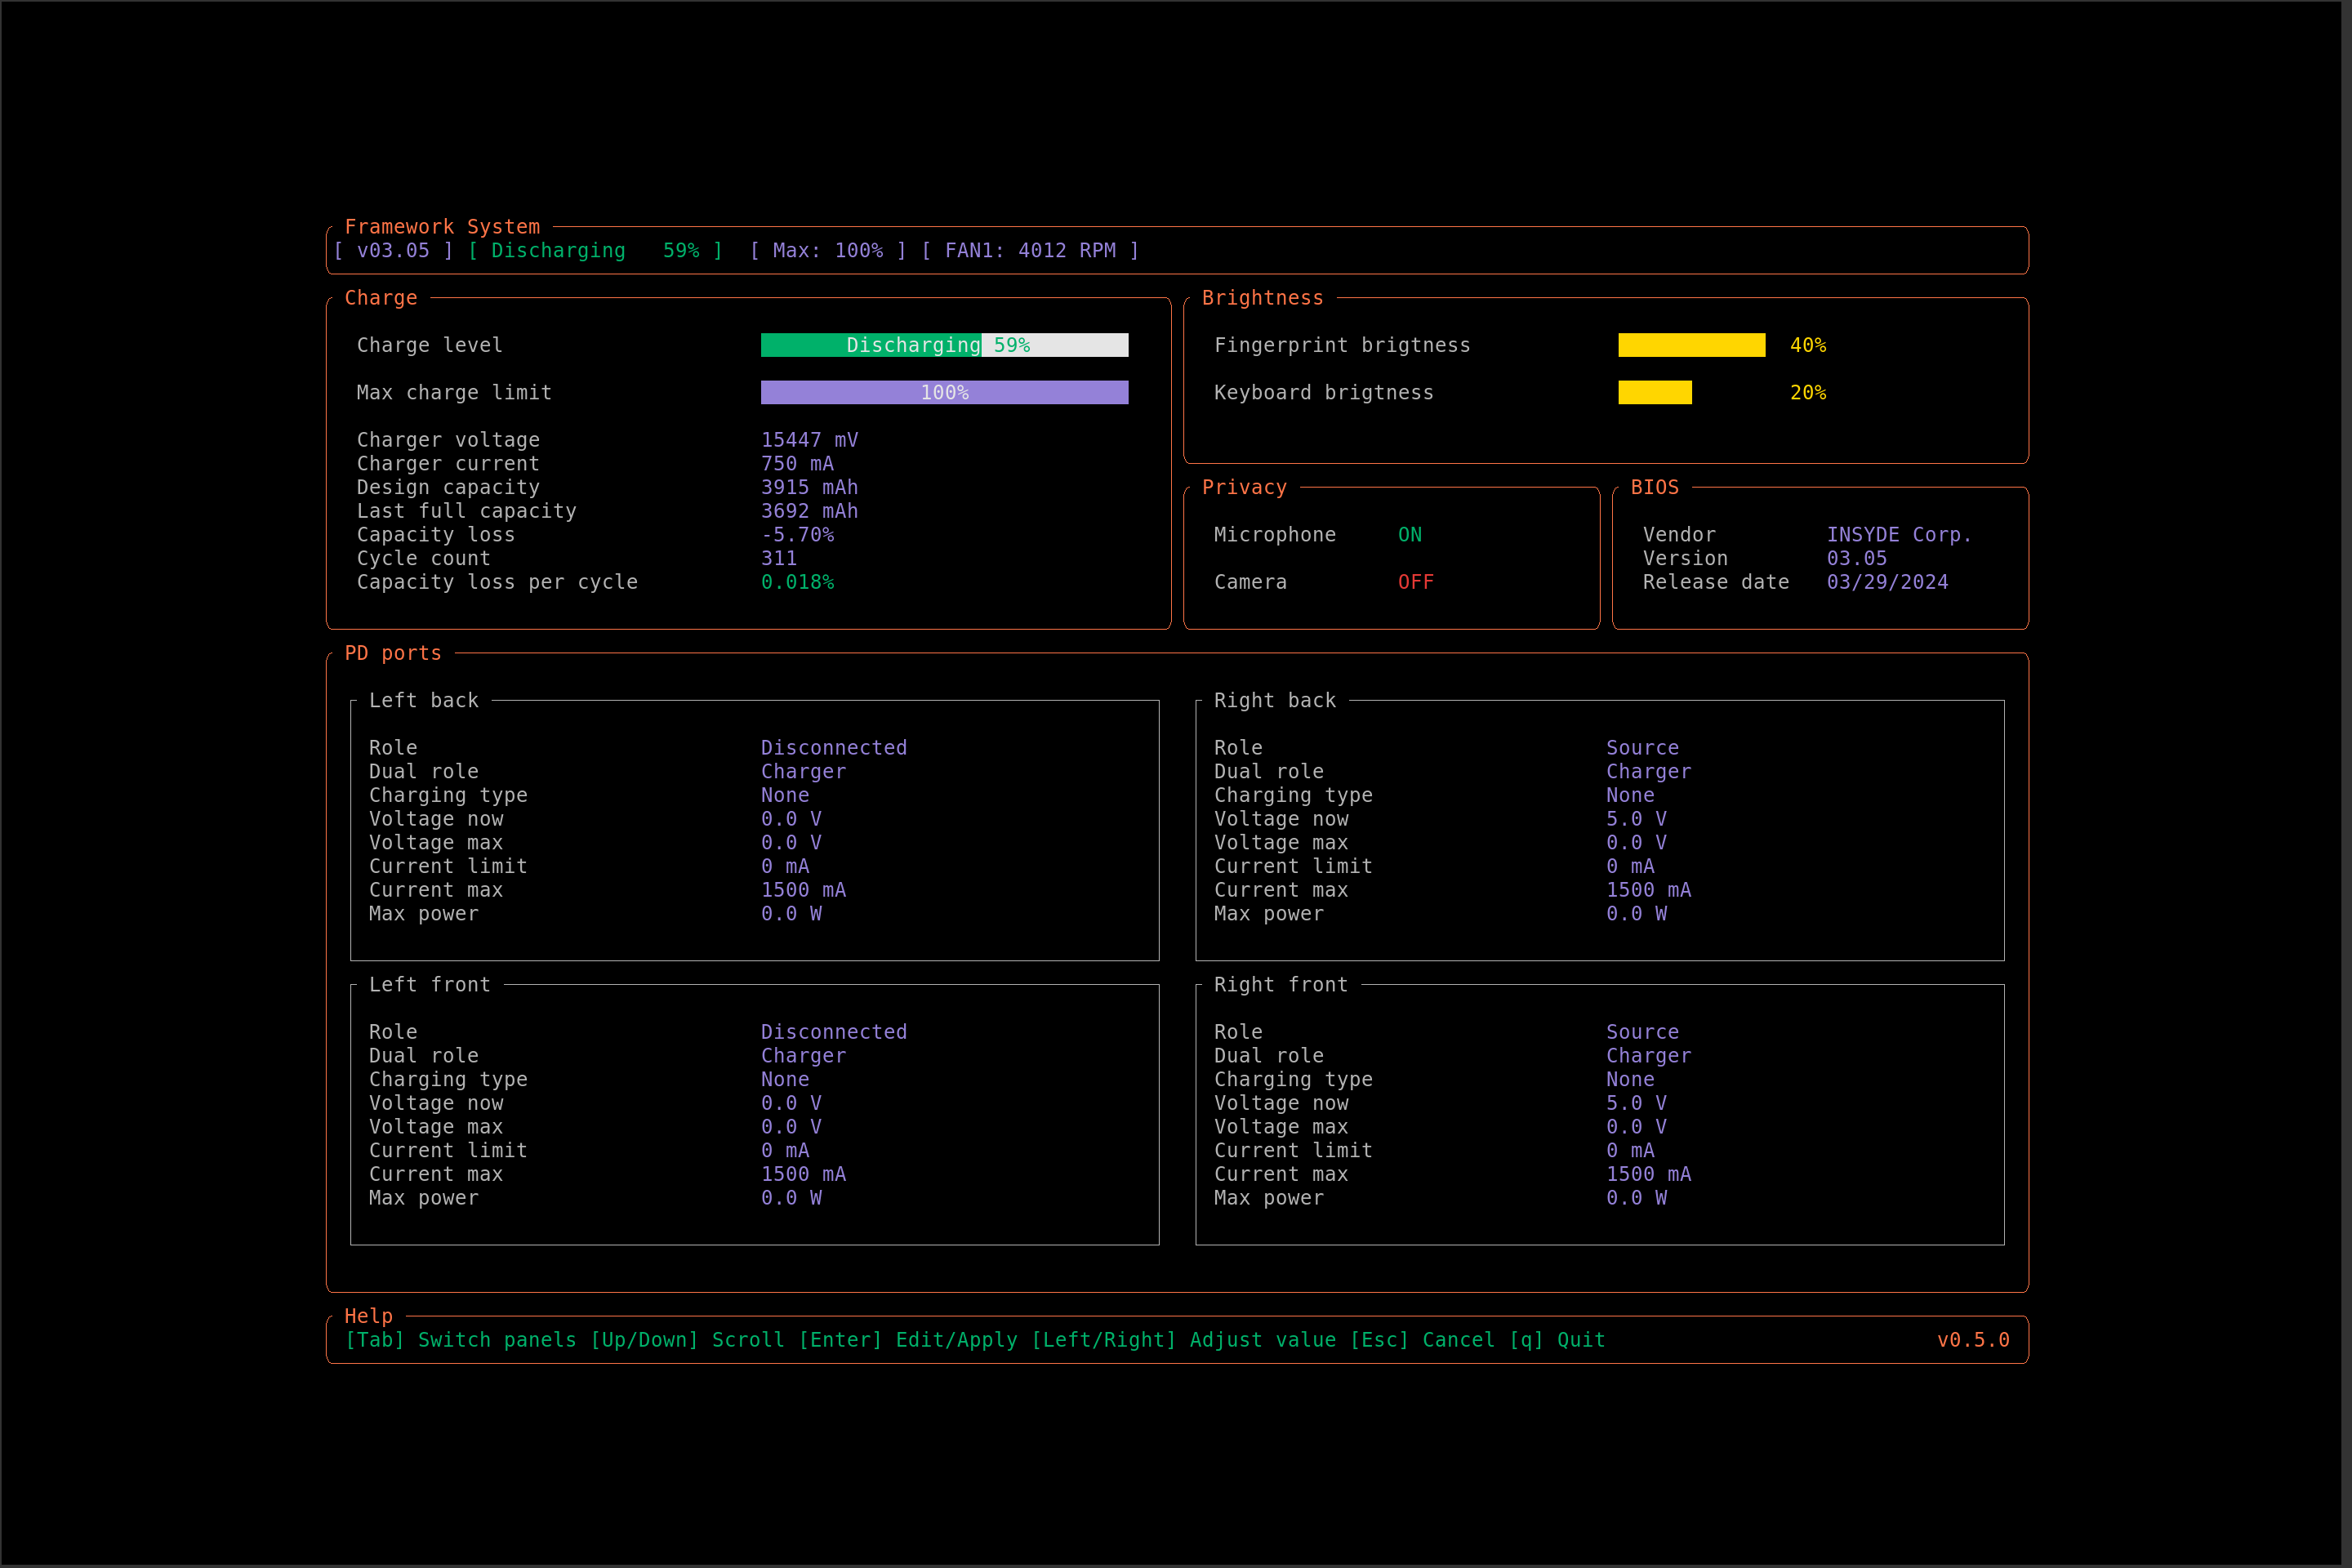 Framework System
[ v03.05 ] [ Discharging   59% ]  [ Max: 100% ] [ FAN1: 4012 RPM ]
Charge
Charge level Discharging 59%
Max charge limit 100%
Charger voltage 15447 mV
Charger current 750 mA
Design capacity 3915 mAh
Last full capacity 3692 mAh
Capacity loss -5.70%
Cycle count 311
Capacity loss per cycle 0.018%
Brightness
Fingerprint brigtness 40%
Keyboard brigtness 20%
Privacy
Microphone ON
Camera OFF
BIOS
Vendor INSYDE Corp.
Version 03.05
Release date 03/29/2024
PD ports
Left back
Role Disconnected
Dual role Charger
Charging type None
Voltage now 0.0 V
Voltage max 0.0 V
Current limit 0 mA
Current max 1500 mA
Max power 0.0 W
Right back
Role Source
Dual role Charger
Charging type None
Voltage now 5.0 V
Voltage max 0.0 V
Current limit 0 mA
Current max 1500 mA
Max power 0.0 W
Left front
Role Disconnected
Dual role Charger
Charging type None
Voltage now 0.0 V
Voltage max 0.0 V
Current limit 0 mA
Current max 1500 mA
Max power 0.0 W
Right front
Role Source
Dual role Charger
Charging type None
Voltage now 5.0 V
Voltage max 0.0 V
Current limit 0 mA
Current max 1500 mA
Max power 0.0 W
Help
[Tab] Switch panels [Up/Down] Scroll [Enter] Edit/Apply [Left/Right] Adjust value [Esc] Cancel [q] Quit v0.5.0